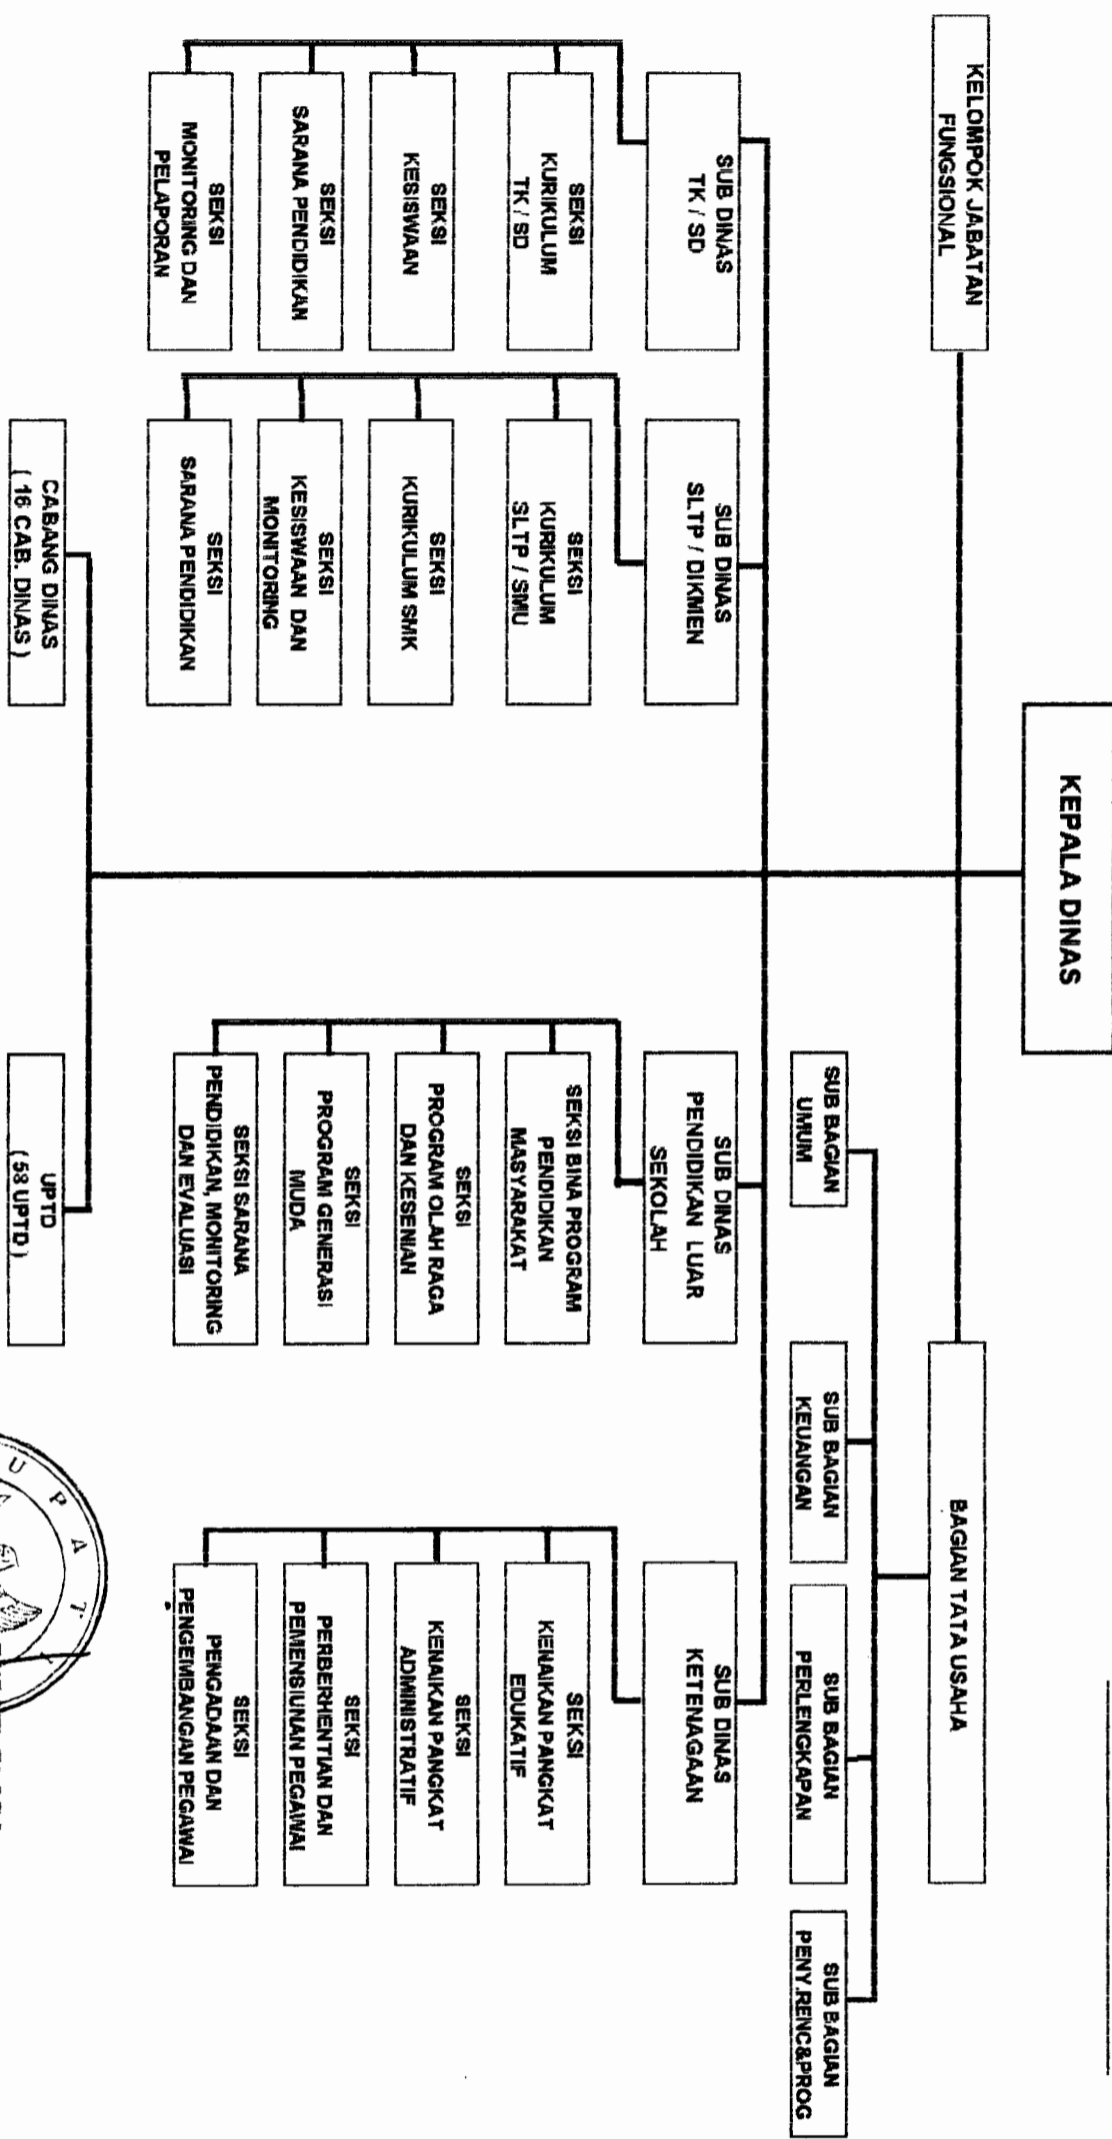 KEPALA DINAS
KELOMPOK JABATAN
FUNGSIONAL
BAGIAN TATA USAHA
SUB BAGIAN
UMUM
SUB BAGIAN
KEUANGAN
SUB BAGIAN
PERLENGKAPAN
SUB BAGIAN
PENY.RENC&PROG
SUB DINAS
TK / SD
SEKSI
KURIKULUM
TK / SD
SEKSI
KESISWAAN
SEKSI
SARANA PENDIDIKAN
SEKSI
MONITORING DAN
PELAPORAN
SUB DINAS
SLTP / DIKMEN
SEKSI
KURIKULUM
SLTP / SMU
SEKSI
KURIKULUM SMK
SEKSI
KESISWAAN DAN
MONITORING
SEKSI
SARANA PENDIDIKAN
SUB DINAS
PENDIDIKAN LUAR
SEKOLAH
SEKSI BINA PROGRAM
PENDIDIKAN
MASYARAKAT
SEKSI
PROGRAM OLAH RAGA
DAN KESENIAN
SEKSI
PROGRAM GENERASI
MUDA
SEKSI SARANA
PENDIDIKAN, MONITORING
DAN EVALUASI
SUB DINAS
KETENAGAAN
SEKSI
KENAIKAN PANGKAT
EDUKATIF
SEKSI
KENAIKAN PANGKAT
ADMINISTRATIF
SEKSI
PERBERHENTIAN DAN
PEMENSIUNAN PEGAWAI
SEKSI
PENGADAAN DAN
PENGEMBANGAN PEGAWAI
CABANG DINAS
( 16 CAB. DINAS )
UPTD
( 58 UPTD )
U P A T